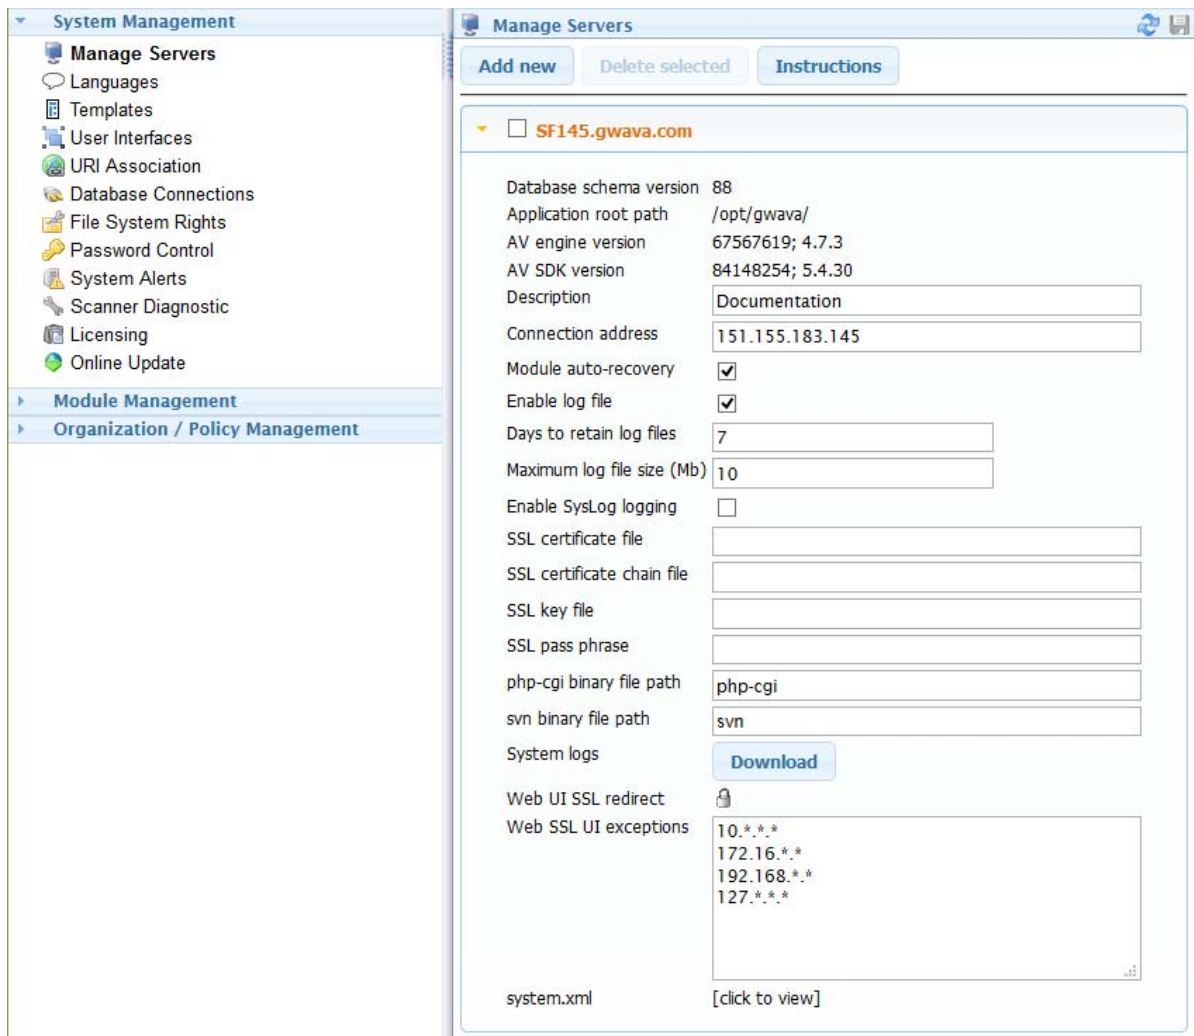 System Management
Manage Servers
Languages
Templates
User Interfaces
URI Association
Database Connections
File System Rights
Password Control
System Alerts
Scanner Diagnostic
Licensing
Online Update
Module Management
Organization / Policy Management
Manage Servers
Add new Delete selected Instructions
SF145.gwava.com
Database schema version 88
Application root path /opt/gwava/
AV engine version 67567619; 4.7.3
AV SDK version 84148254; 5.4.30
Description Documentation
Connection address 151.155.183.145
Module auto-recovery
Enable log file
Days to retain log files 7
Maximum log file size (Mb) 10
Enable SysLog logging
SSL certificate file
SSL certificate chain file
SSL key file
SSL pass phrase
php-cgi binary file path php-cgi
svn binary file path svn
System logs Download
Web UI SSL redirect
Web SSL UI exceptions 10.*.*.*
172.16.*.*
192.168.*.*
127.*.*.*
system.xml [click to view]